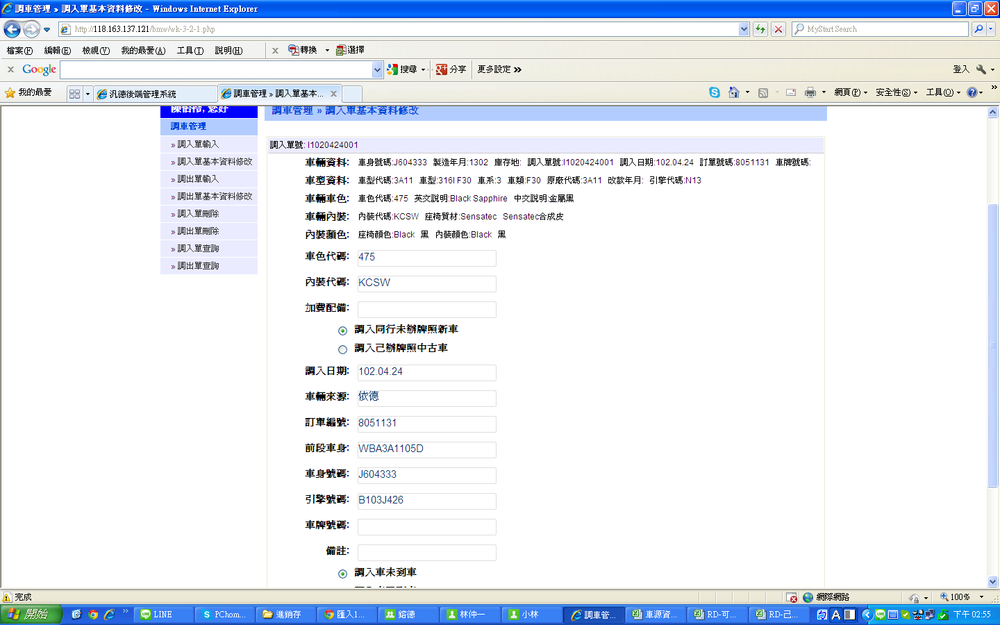 調車管理 » 調入單基本資料修改 - Windows Internet Explorer
http://118.163.137.121/bmw/wk-3-2-1.php
MyStart Search
檔案(F) 編輯(E) 檢視(V) 我的最愛(A) 工具(T) 說明(H) x 轉換 選擇
x Google 搜尋 分享 更多設定 » 登入
我的最愛 汎德後端管理系統 調車管理 » 調入單基本... x 網頁(P) 安全性(S) 工具(O) »
調車管理 » 調入單基本資料修改
調車管理
» 調入單輸入
» 調入單基本資料修改
» 調出單輸入
» 調出單基本資料修改
» 調入單刪除
» 調出單刪除
» 調入單查詢
» 調出單查詢
調入單號: I1020424001
車輛資料: 車身號碼:J604333 製造年月:1302 庫存地: 調入單號:I1020424001 調入日期:102.04.24 訂單號碼:8051131 車牌號碼:
車型資料: 車型代碼:3A11 車型:316I F30 車系:3 車類:F30 原廠代碼:3A11 改款年月: 引擎代碼:N13
車輛車色: 車色代碼:475 英文說明:Black Sapphire 中文說明:金屬黑
車輛內裝: 內裝代碼:KCSW 座椅質材:Sensatec Sensatec合成皮
內裝顏色: 座椅顏色:Black 黑 內裝顏色:Black 黑
車色代碼: 475
內裝代碼: KCSW
加費配備:
調入同行未辦牌照新車
調入己辦牌照中古車
調入日期: 102.04.24
車輛來源: 依德
訂車編號: 8051131
前段車身: WBA3A1105D
車身號碼: J604333
引擎號碼: B103J426
車牌號碼:
備註:
調入車未到車
完成 網際網路 100%
開始 » LINE PChom... 進銷存 匯入1... 鎔德 林仲一 小林 調車管... 車源資... RD-可... RD-己... A 下午 02:55